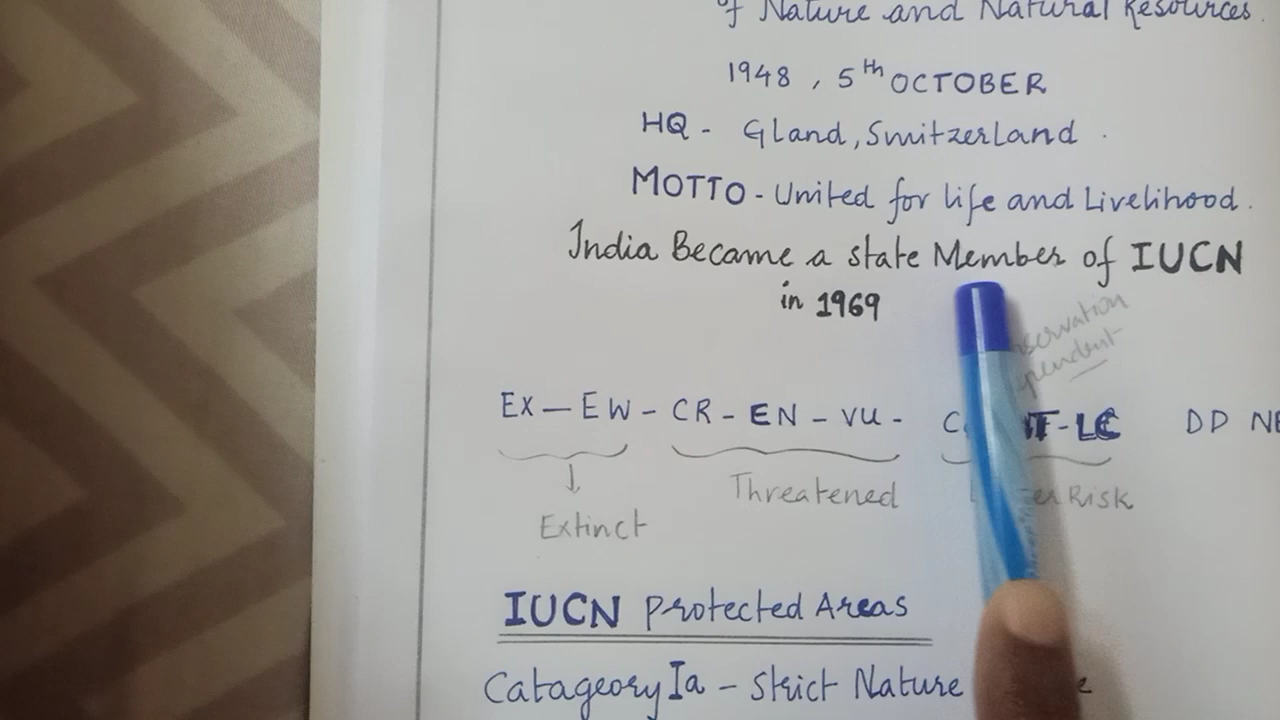 of Nature and Natural Resources.
1948, 5th OCTOBER
HQ - Gland, Smitzerland.
MOTTO - United for life and Livelihood.
India Became a state Member of IUCN
in 1969
EX - EW - CR - EN - VU - LC DD NE
Threatened Risk
Extinct
IUCN Protected Areas
Catageory Ia - Strict Nature